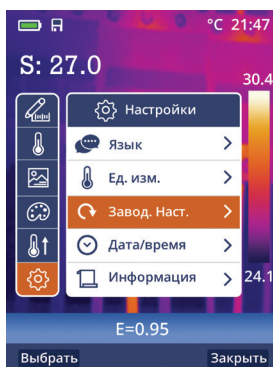 °C 21:47
S: 27.0
30.4
Настройки
Язык
Ед. изм.
Завод. Наст.
Дата/время
Информация
24.1
E=0.95
Выбрать Закрыть